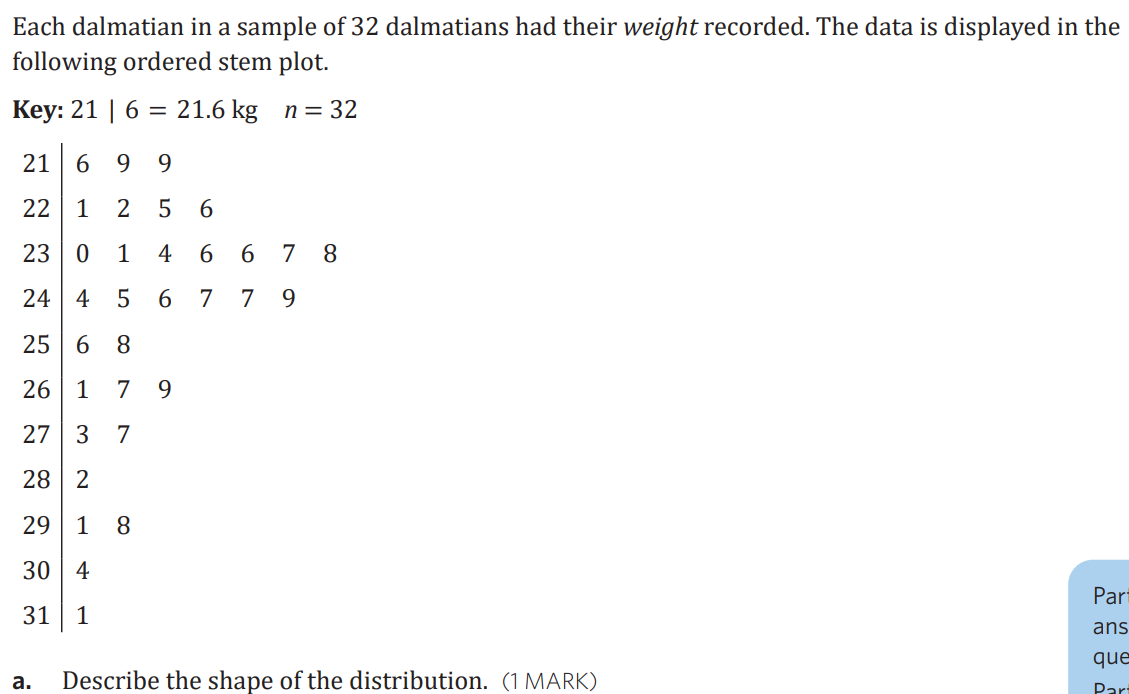 Each dalmatian in a sample of 32 dalmatians had their weight recorded. The data is displayed in the
following ordered stem plot.
Key: 21 | 6 = 21.6 kg n = 32
21 | 6 9 9
22 | 1 2 5 6
23 | 0 1 4 6 6 7 8
24 | 4 5 6 7 7 9
25 | 6 8
26 | 1 7 9
27 | 3 7
28 | 2
29 | 1 8
30 | 4
31 | 1
a. Describe the shape of the distribution. (1 MARK)
Par
ans
que
Par